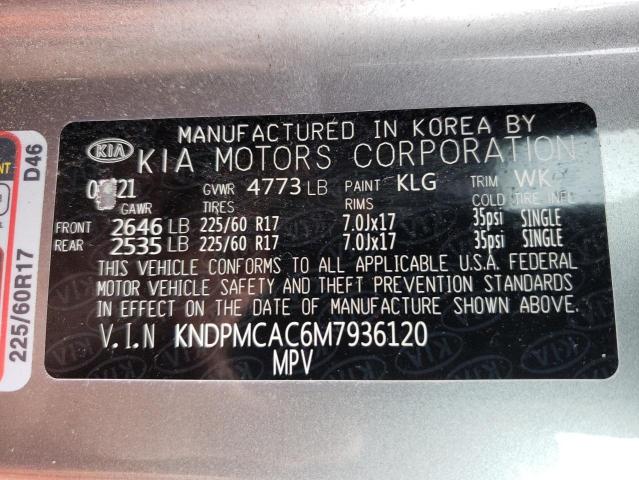 MANUFACTURED IN KOREA BY
KIA KIA MOTORS CORPORATION
21 GVWR 4773 LB PAINT KLG TRIM WK
GAWR TIRES RIMS COLD TIRE
FRONT 2646 LB 225/60 R17 7.0Jx17 35psi SINGLE
REAR 2535 LB 225/60 R17 7.0Jx17 35psi SINGLE
THIS VEHICLE CONFORMS TO ALL APPLICABLE U.S.A. FEDERAL
MOTOR VEHICLE SAFETY AND THEFT PREVENTION STANDARDS
IN EFFECT ON THE DATE OF MANUFACTURE SHOWN ABOVE.
V.I.N KNDPMCAC6M7936120
MPV
D46
225/60R17